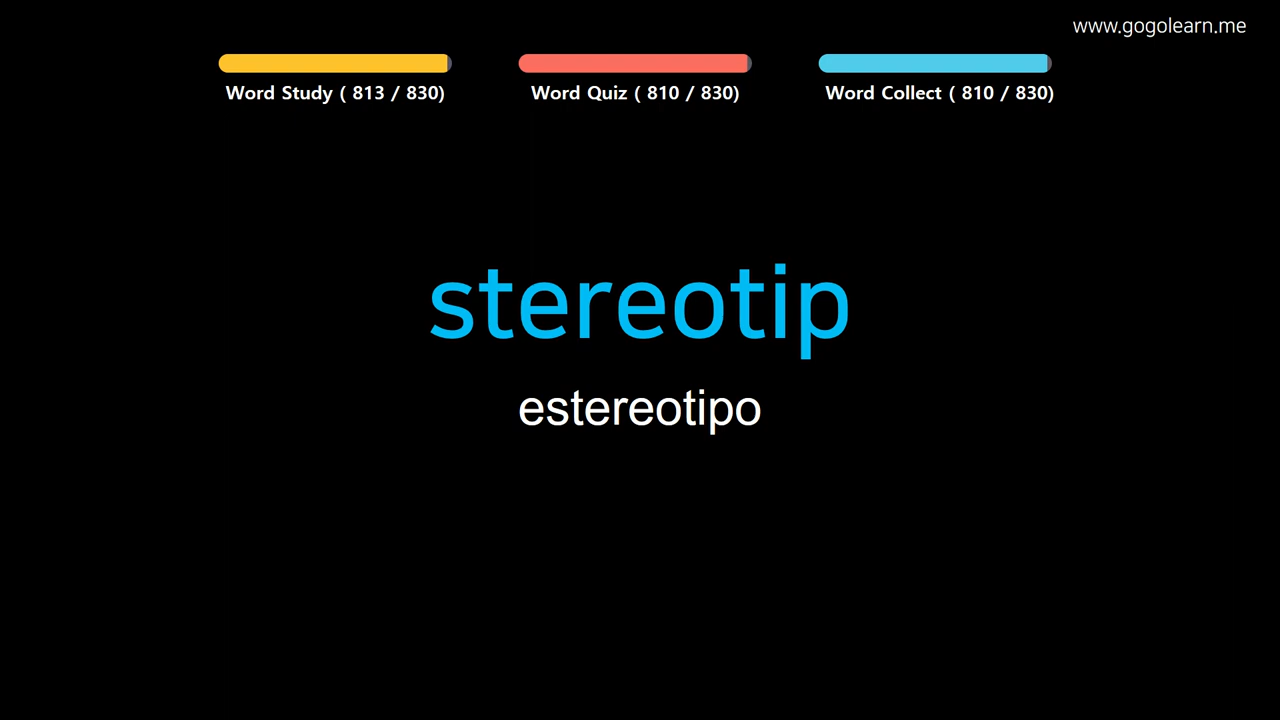 www.gogolearn.me
Word Study ( 813 / 830)
Word Quiz ( 810 / 830)
Word Collect ( 810 / 830)
stereotip
estereotipo